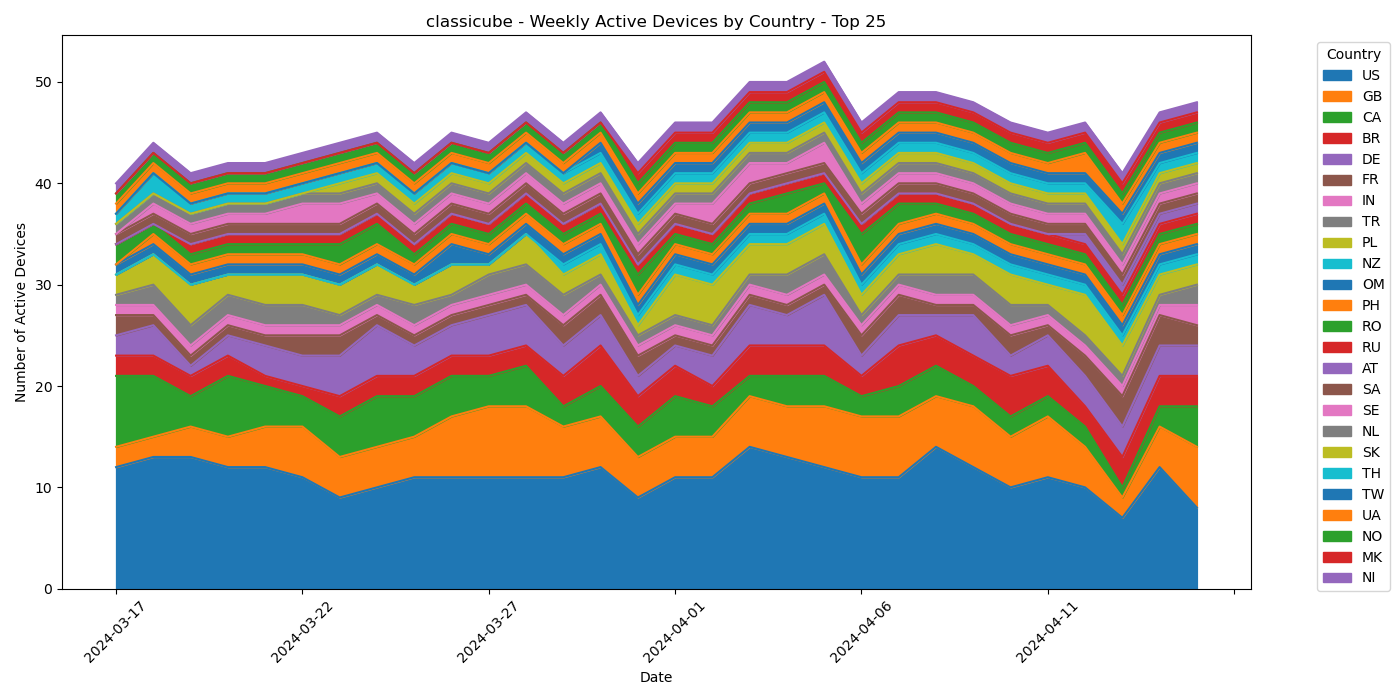 classicube - Weekly Active Devices by Country - Top 25
Number of Active Devices
50
40
30
20
10
0
2024-03-17
2024-03-22
2024-03-27
2024-04-01
2024-04-06
2024-04-11
Date
Country
US
GB
CA
BR
DE
FR
IN
TR
PL
NZ
OM
PH
RO
RU
AT
SA
SE
NL
SK
TH
TW
UA
NO
MK
NI